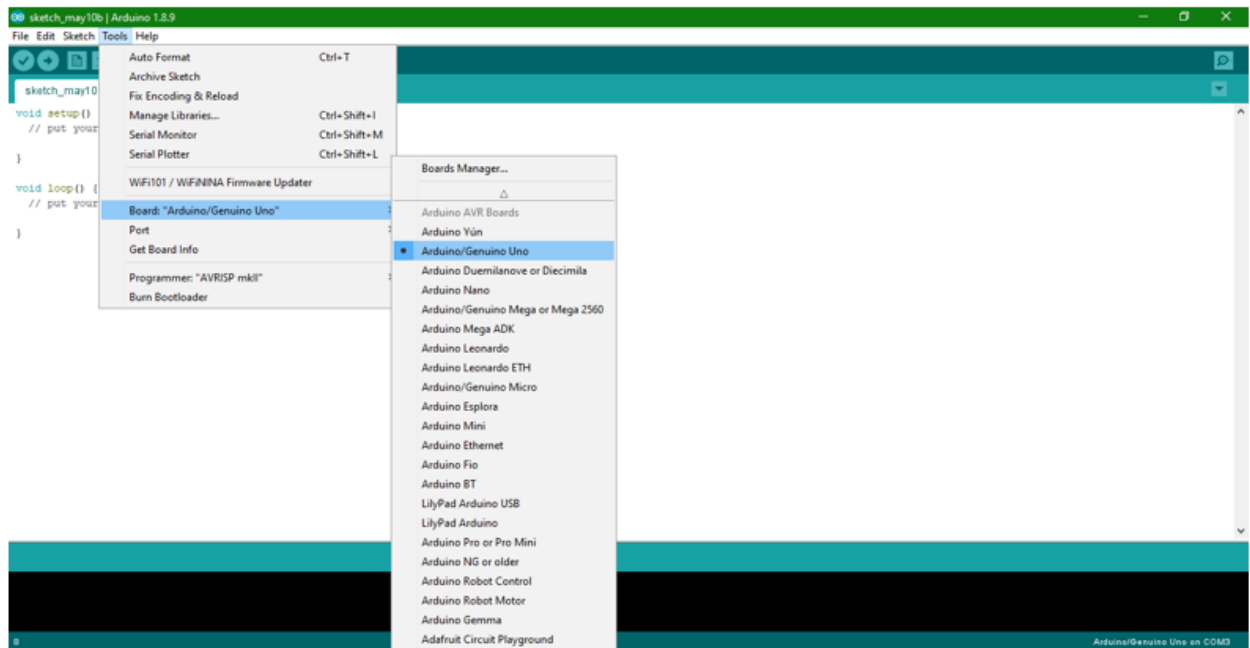 sketch_may10b | Arduino 1.8.9
File Edit Sketch Tools Help
sketch_may10
void setup()
// put your
}
void loop() {
// put your
}
Auto Format Ctrl+T
Archive Sketch
Fix Encoding & Reload
Manage Libraries... Ctrl+Shift+I
Serial Monitor Ctrl+Shift+M
Serial Plotter Ctrl+Shift+L
WiFi101 / WiFiNINA Firmware Updater
Board: "Arduino/Genuino Uno"
Port
Get Board Info
Programmer: "AVRISP mkII"
Burn Bootloader
Boards Manager...
Arduino AVR Boards
Arduino Yún
Arduino/Genuino Uno
Arduino Duemilanove or Diecimila
Arduino Nano
Arduino/Genuino Mega or Mega 2560
Arduino Mega ADK
Arduino Leonardo
Arduino Leonardo ETH
Arduino/Genuino Micro
Arduino Esplora
Arduino Mini
Arduino Ethernet
Arduino Fio
Arduino BT
LilyPad Arduino USB
LilyPad Arduino
Arduino Pro or Pro Mini
Arduino NG or older
Arduino Robot Control
Arduino Robot Motor
Arduino Gemma
Adafruit Circuit Playground
Arduino/Genuino Uno on COM3